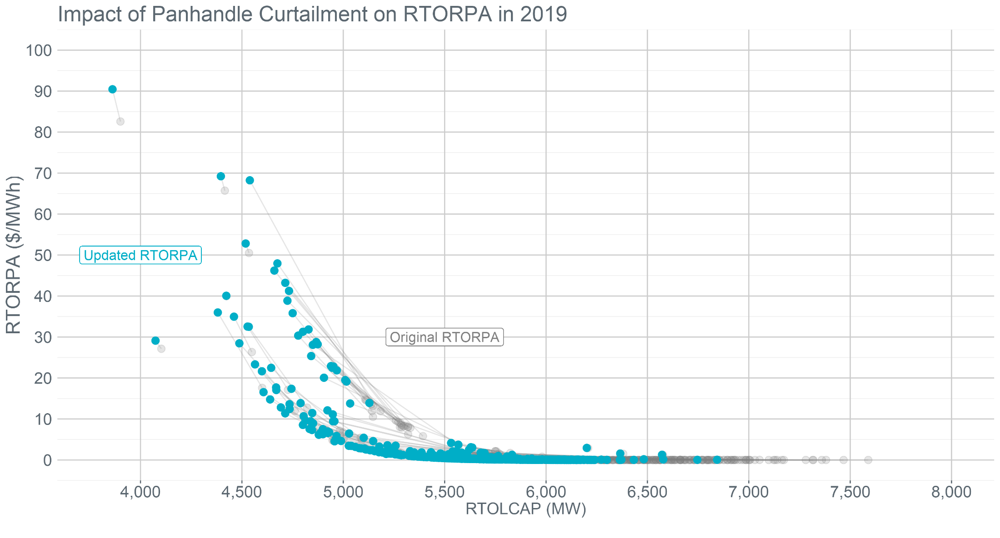 Impact of Panhandle Curtailment on RTORPA in 2019
RTORPA ($/MWh)
100
90
80
70
60
50
40
30
20
10
0
Updated RTORPA
Original RTORPA
4,000 4,500 5,000 5,500 6,000 6,500 7,000 7,500 8,000
RTOLCAP (MW)